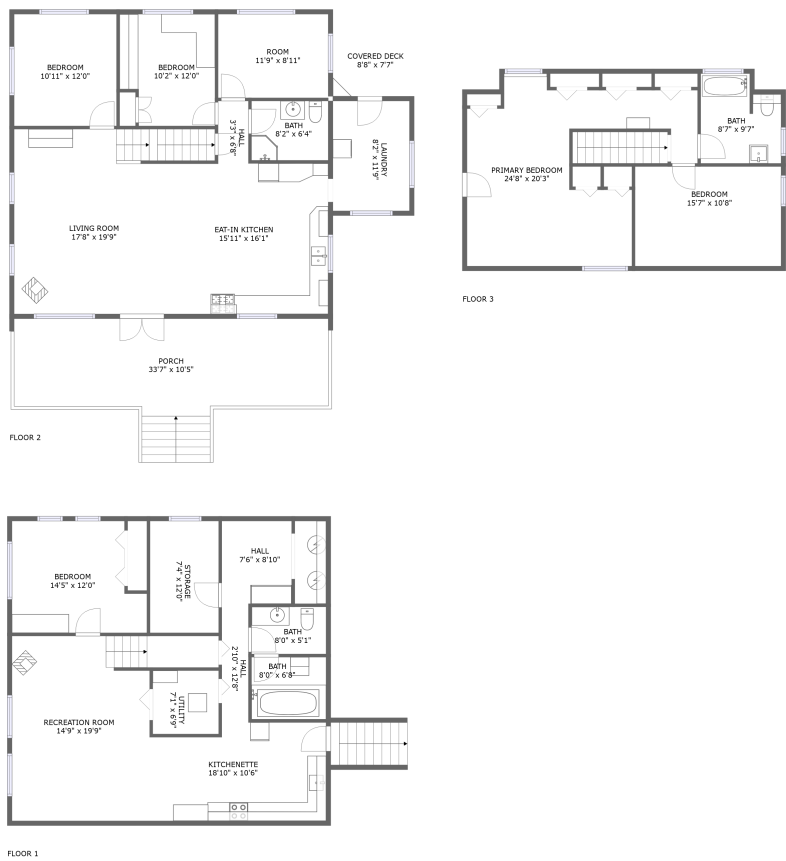 BEDROOM
10'11" x 12'0"
BEDROOM
10'2" x 12'0"
ROOM
11'9" x 8'11"
COVERED DECK
8'8" x 7'7"
HALL
3'3" x 6'8"
BATH
8'2" x 6'4"
LAUNDRY
8'2" x 11'9"
LIVING ROOM
17'8" x 19'9"
EAT-IN KITCHEN
15'11" x 16'1"
PORCH
33'7" x 10'5"
FLOOR 2
PRIMARY BEDROOM
24'8" x 20'3"
BATH
8'7" x 9'7"
BEDROOM
15'7" x 10'8"
FLOOR 3
BEDROOM
14'5" x 12'0"
STORAGE
7'4" x 12'0"
HALL
7'6" x 8'10"
BATH
8'0" x 5'1"
HALL
2'10" x 12'8"
BATH
8'0" x 6'8"
UTILITY
7'1" x 6'9"
RECREATION ROOM
14'9" x 19'9"
KITCHENETTE
18'10" x 10'6"
FLOOR 1